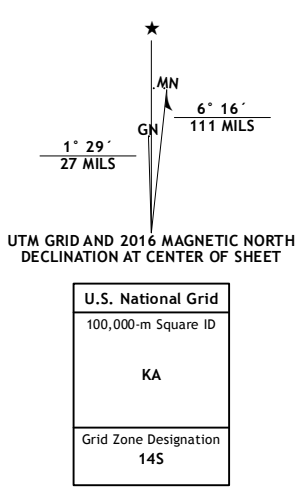 ★
MN
GN
6° 16´
111 MILS
1° 29´
27 MILS
UTM GRID AND 2016 MAGNETIC NORTH
DECLINATION AT CENTER OF SHEET
U.S. National Grid
100,000-m Square ID
KA
Grid Zone Designation
14S